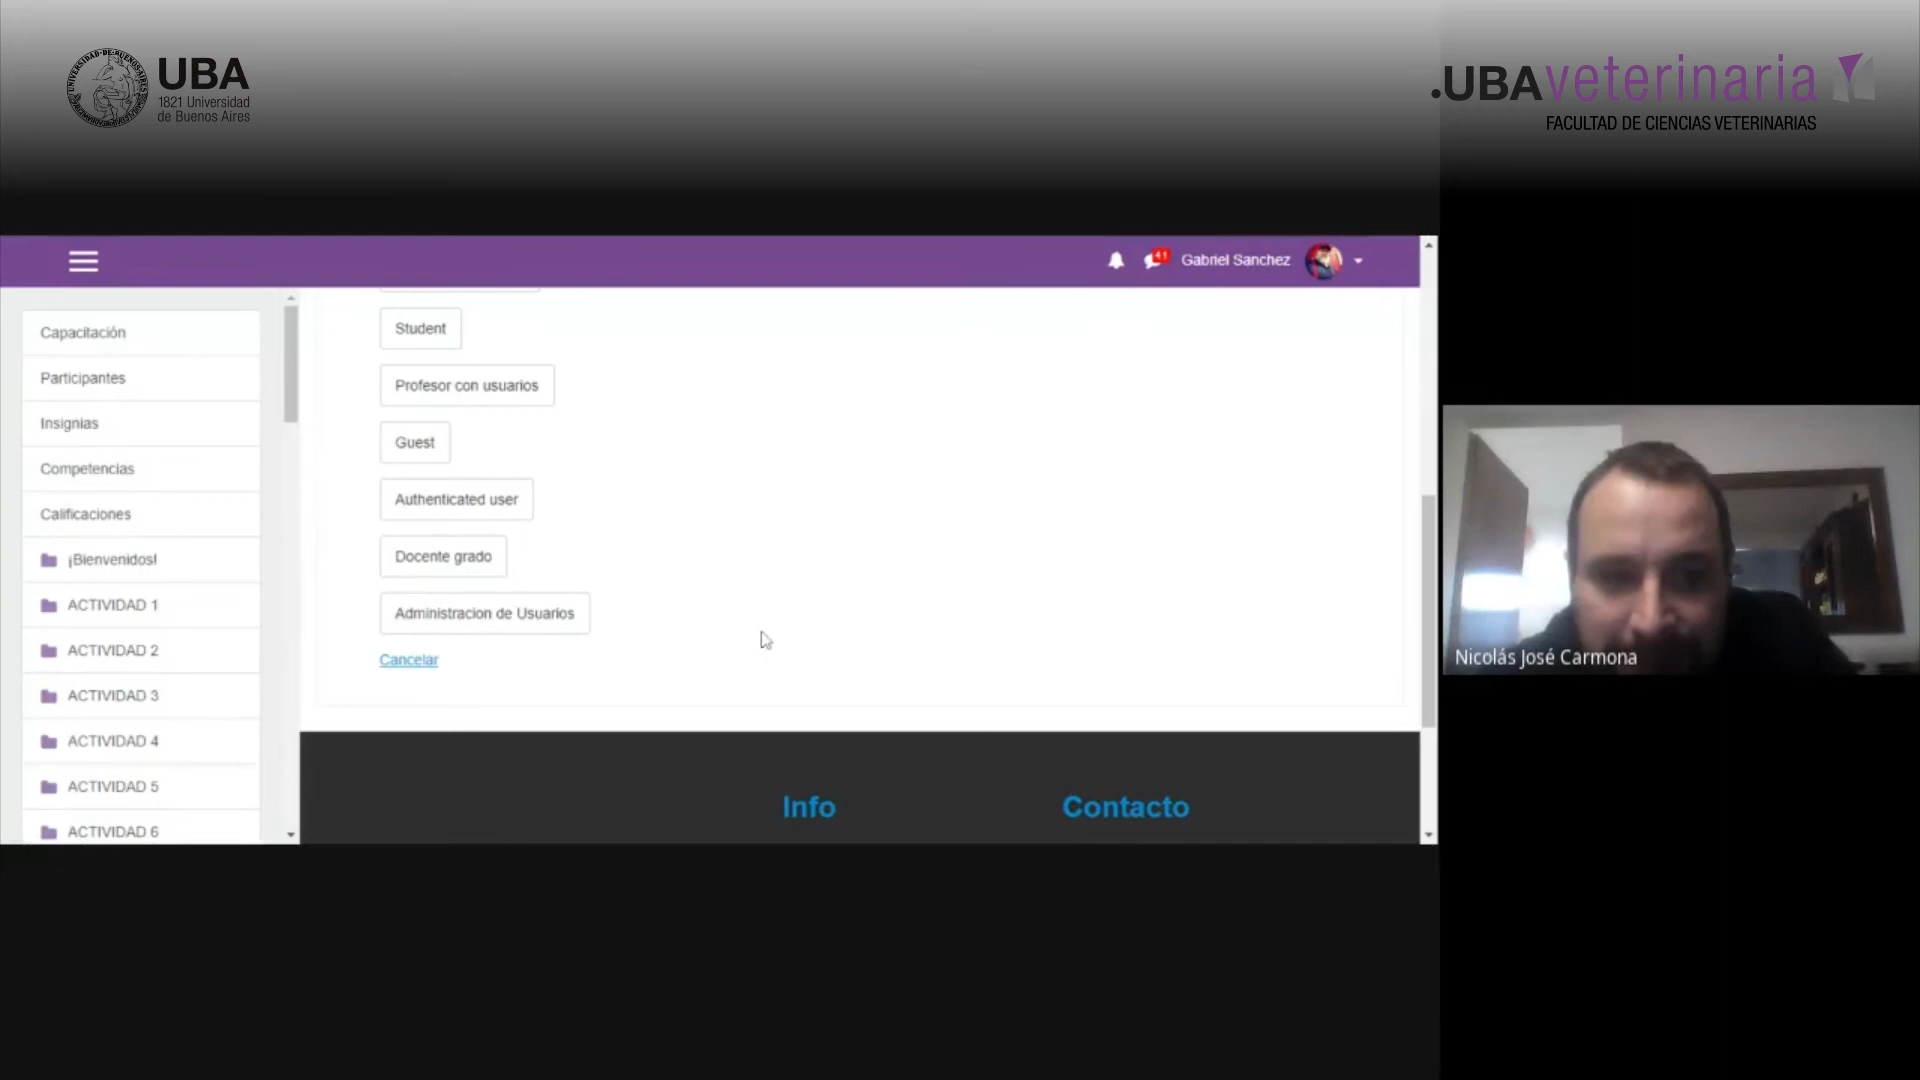 UBA
1821 Universidad
de Buenos Aires
.UBAveterinaria
FACULTAD DE CIENCIAS VETERINARIAS
41
Gabriel Sanchez
Capacitación
Participantes
Insignias
Competencias
Calificaciones
¡Bienvenidos!
ACTIVIDAD 1
ACTIVIDAD 2
ACTIVIDAD 3
ACTIVIDAD 4
ACTIVIDAD 5
ACTIVIDAD 6
Student
Profesor con usuarios
Guest
Authenticated user
Docente grado
Administracion de Usuarios
Cancelar
Info
Contacto
Nicolás José Carmona